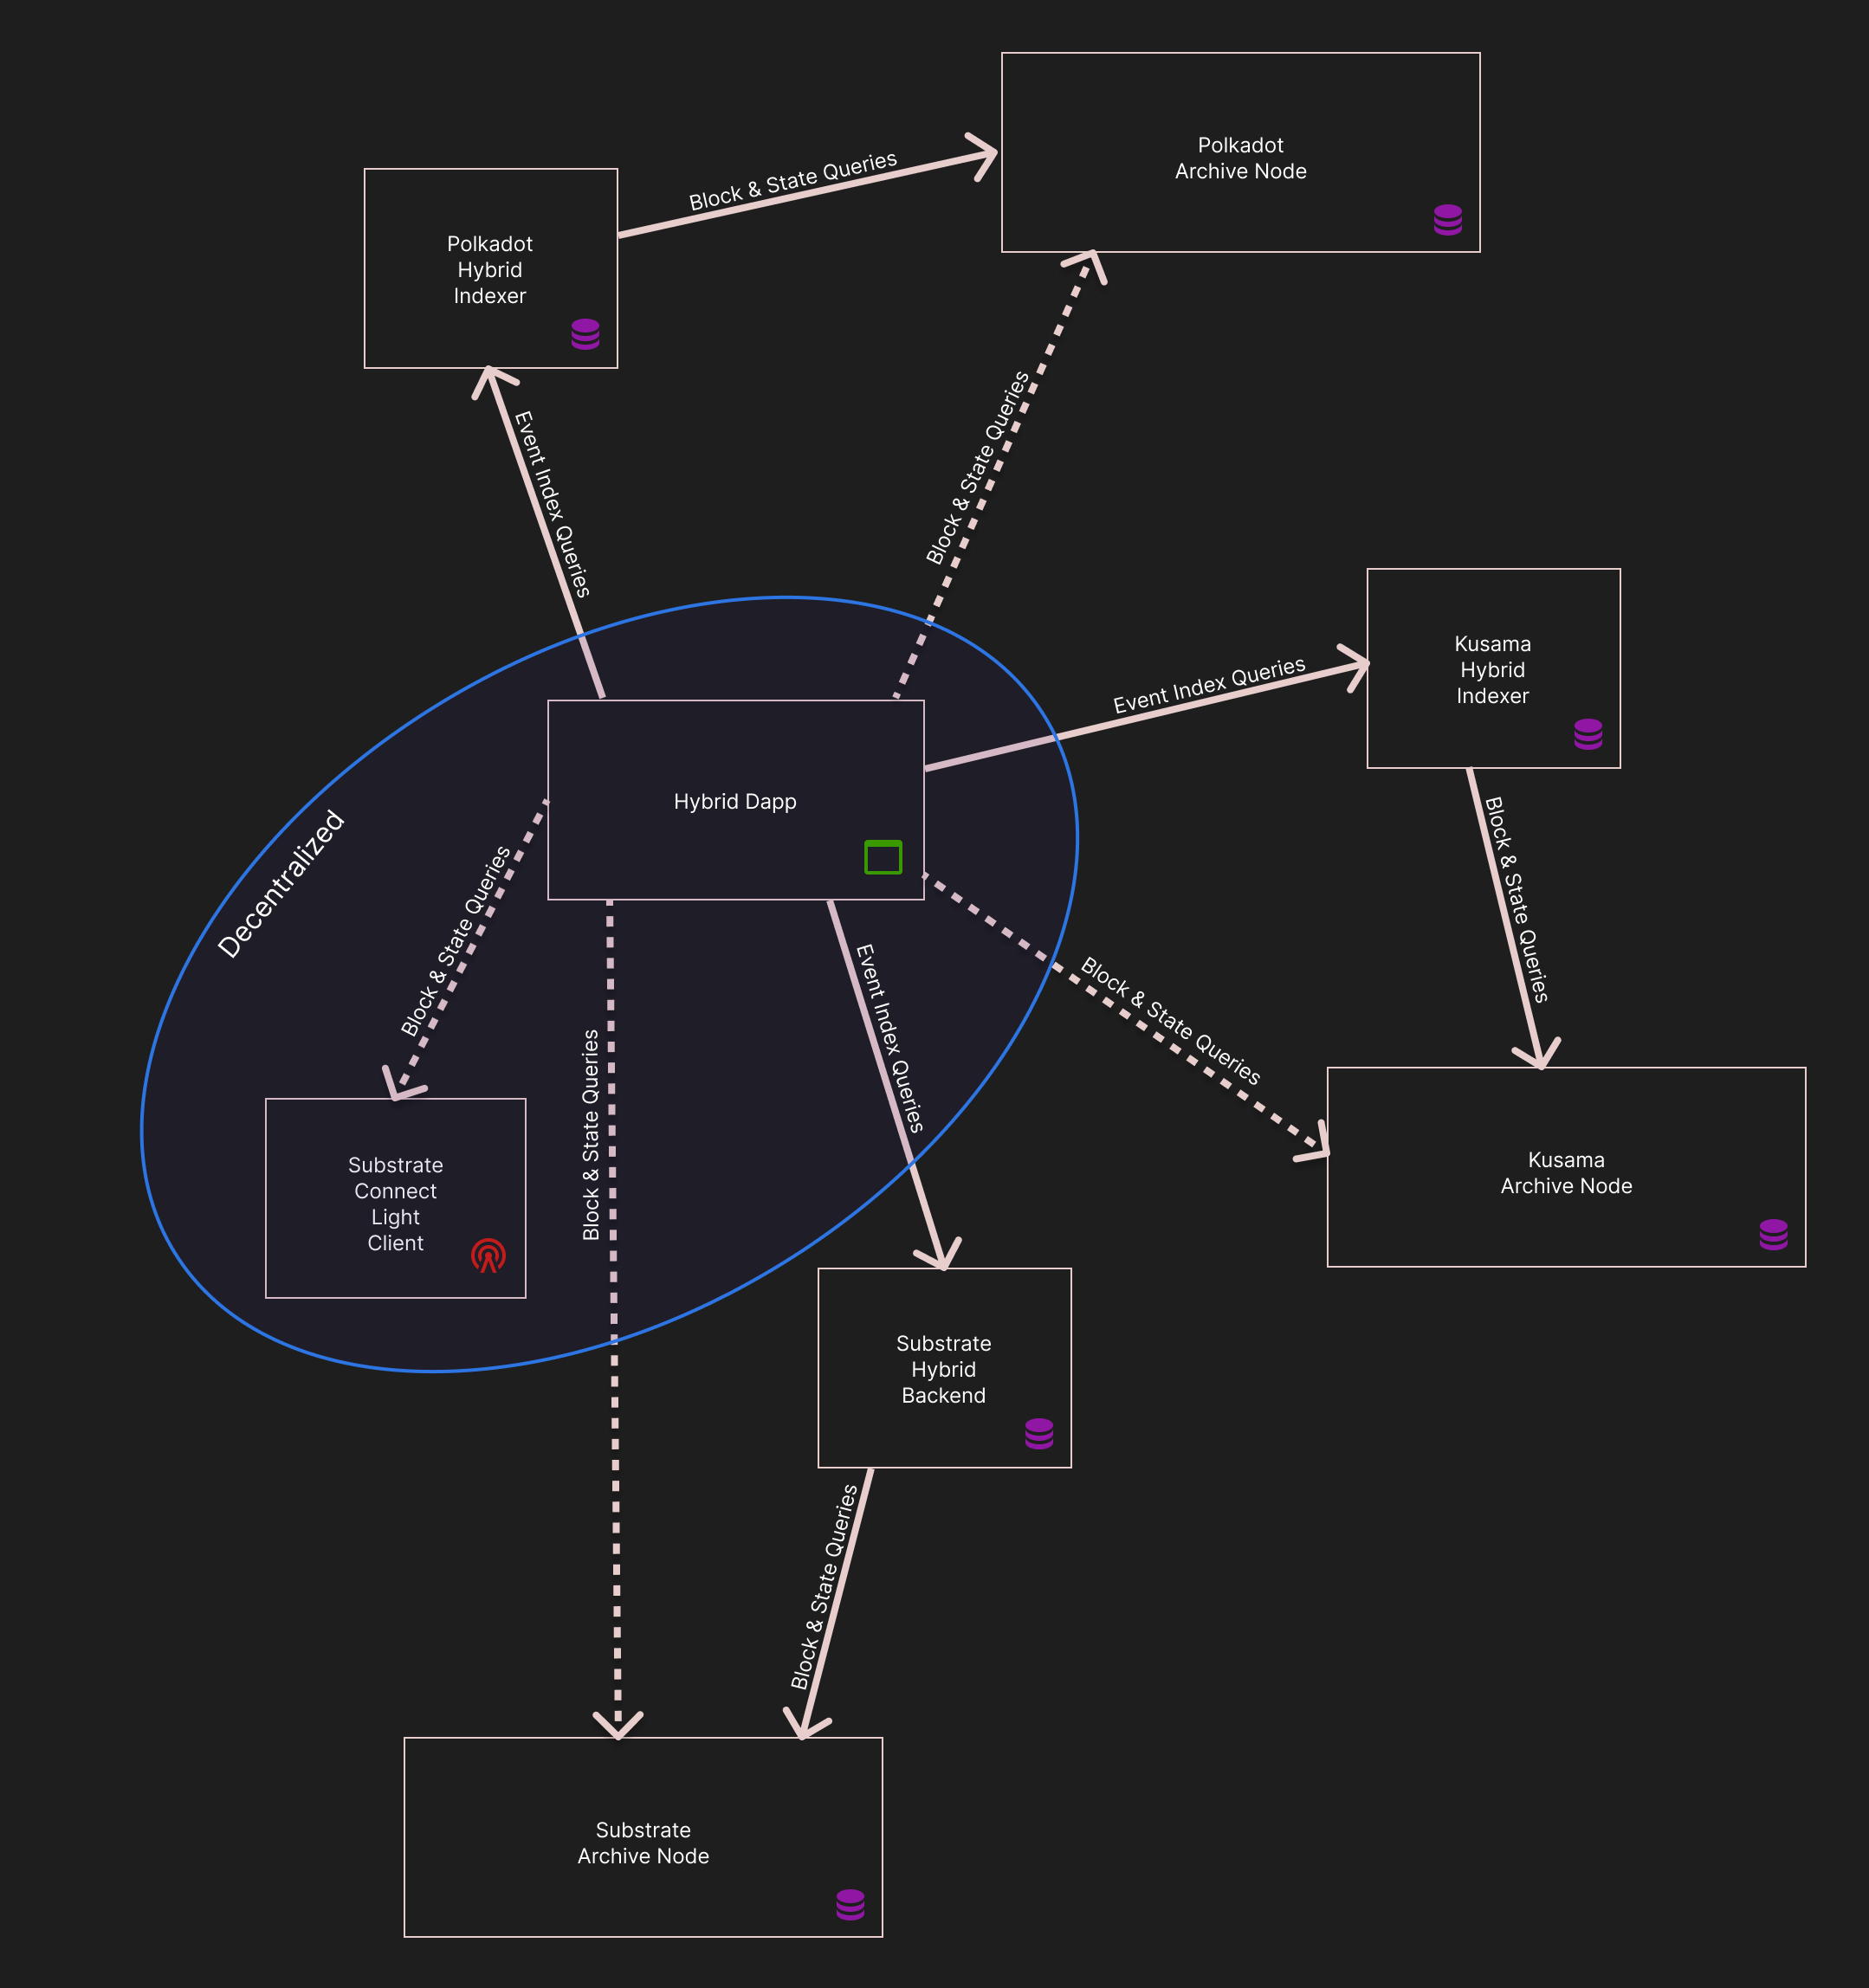 Polkadot
Archive Node
Block & State Queries
Polkadot
Hybrid
Indexer
Event Index Queries
Block & State Queries
Kusama
Hybrid
Indexer
Event Index Queries
Hybrid Dapp
Decentralized
Block & State Queries
Block & State Queries
Event Index Queries
Block & State Queries
Block & State Queries
Substrate
Connect
Light
Client
Kusama
Archive Node
Substrate
Hybrid
Backend
Block & State Queries
Substrate
Archive Node